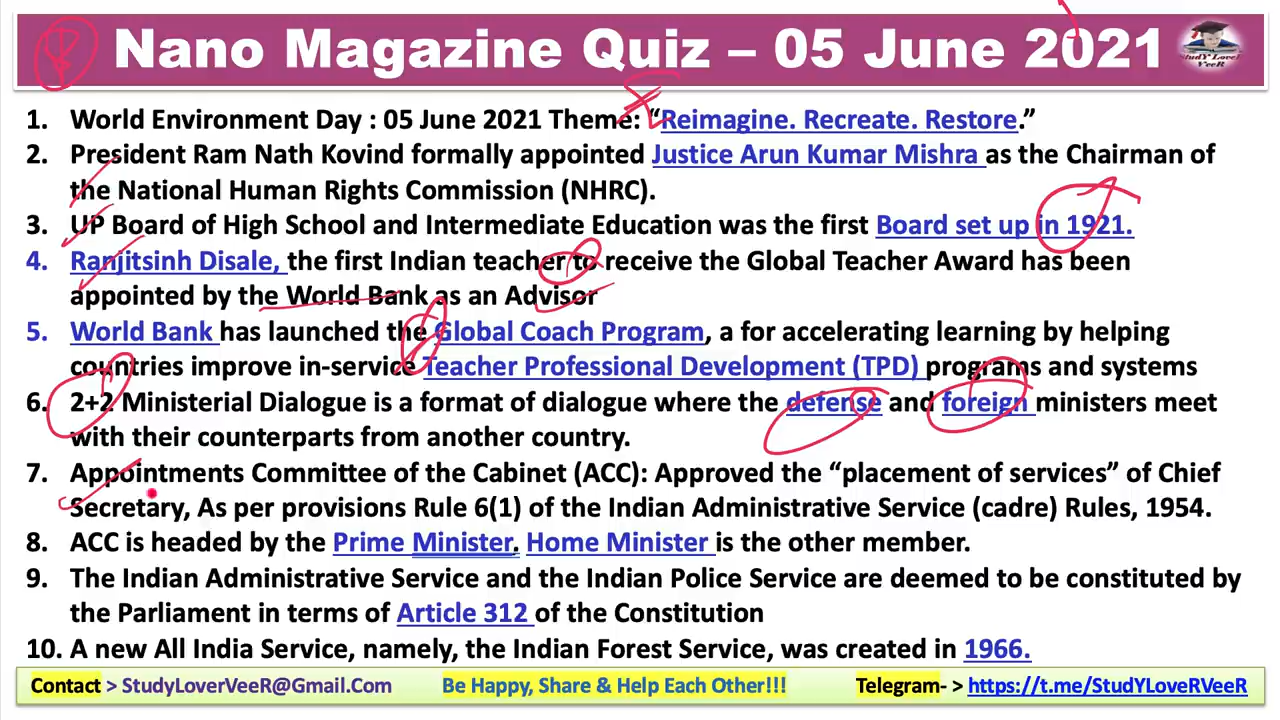 Nano Magazine Quiz – 05 June 2021
StudY LoveR
VeeR
1. World Environment Day : 05 June 2021 Theme: “Reimagine. Recreate. Restore.”
2. President Ram Nath Kovind formally appointed Justice Arun Kumar Mishra as the Chairman of
the National Human Rights Commission (NHRC).
3. UP Board of High School and Intermediate Education was the first Board set up in 1921.
4. Ranjitsinh Disale, the first Indian teacher to receive the Global Teacher Award has been
appointed by the World Bank as an Advisor
5. World Bank has launched the Global Coach Program, a for accelerating learning by helping
countries improve in-service Teacher Professional Development (TPD) programs and systems
6. 2+2 Ministerial Dialogue is a format of dialogue where the defense and foreign ministers meet
with their counterparts from another country.
7. Appointments Committee of the Cabinet (ACC): Approved the “placement of services” of Chief
Secretary, As per provisions Rule 6(1) of the Indian Administrative Service (cadre) Rules, 1954.
8. ACC is headed by the Prime Minister. Home Minister is the other member.
9. The Indian Administrative Service and the Indian Police Service are deemed to be constituted by
the Parliament in terms of Article 312 of the Constitution
10. A new All India Service, namely, the Indian Forest Service, was created in 1966.
Contact > StudyLoverVeeR@Gmail.Com Be Happy, Share & Help Each Other!!! Telegram- > https://t.me/StudYLoveRVeeR